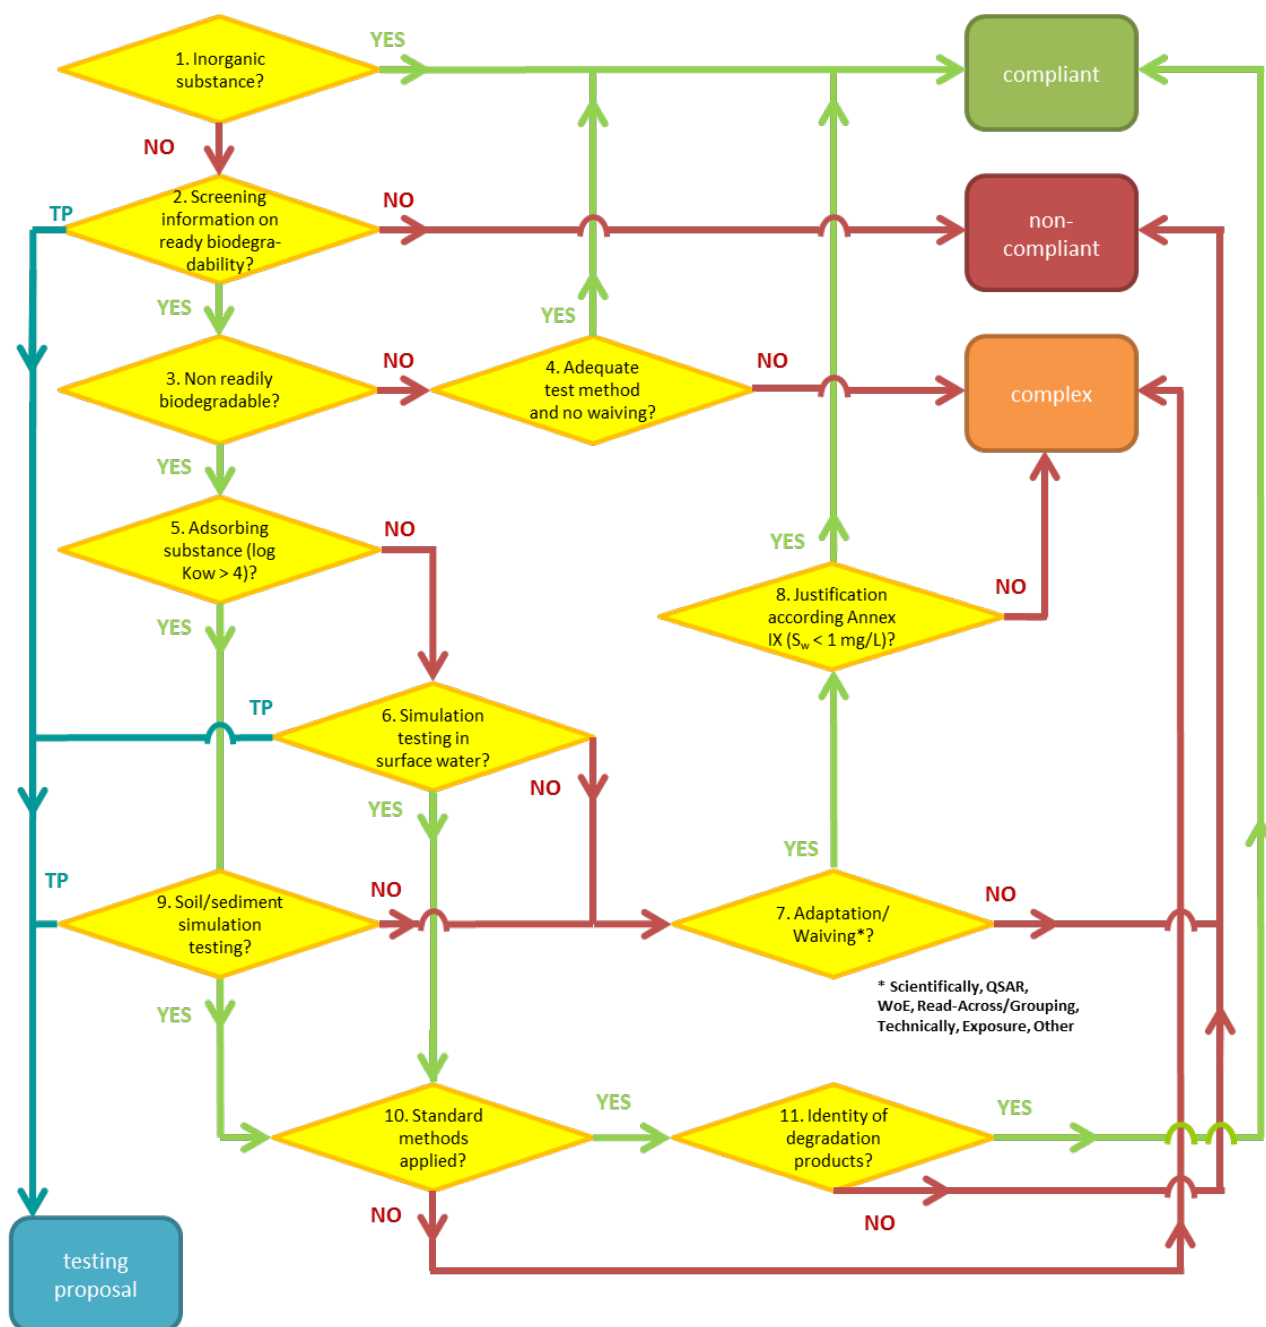 1. Inorganic
substance?
YES
compliant
NO
2. Screening
information on
ready biodegra-
dability?
TP
NO
non-
compliant
YES
3. Non readily
biodegradable?
NO
YES
4. Adequate
test method
and no waiving?
NO
complex
YES
5. Adsorbing
substance (log
Kow > 4)?
NO
YES
YES
8. Justification
according Annex
IX (Sw < 1 mg/L)?
NO
TP
6. Simulation
testing in
surface water?
NO
YES
YES
TP
9. Soil/sediment
simulation
testing?
NO
7. Adaptation/
Waiving*?
NO
* Scientifically, QSAR,
WoE, Read-Across/Grouping,
Technically, Exposure, Other
YES
10. Standard
methods
applied?
YES
11. Identity of
degradation
products?
YES
NO
NO
testing
proposal